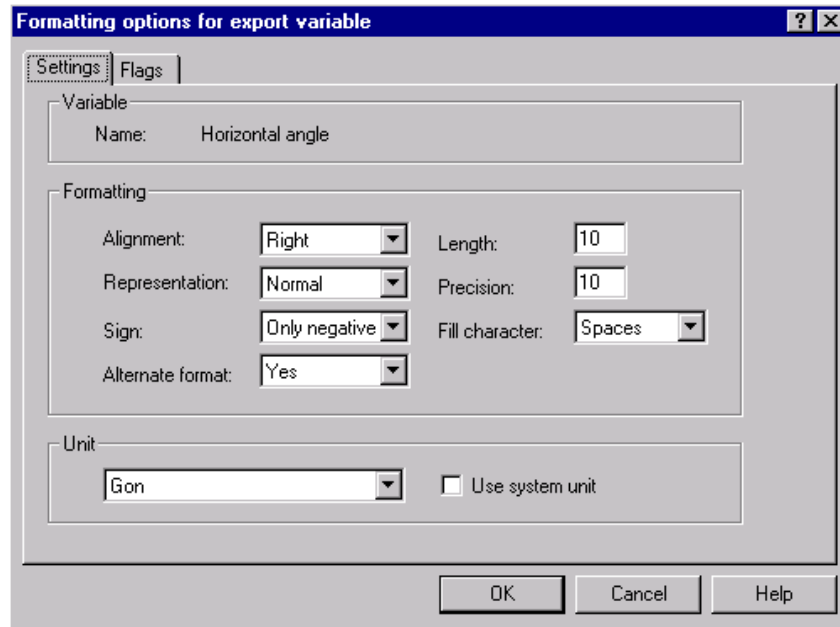 Formatting options for export variable
Settings Flags
Variable
Name: Horizontal angle
Formatting
Alignment: Right Length: 10
Representation: Normal Precision: 10
Sign: Only negative Fill character: Spaces
Alternate format: Yes
Unit
Gon Use system unit
OK Cancel Help